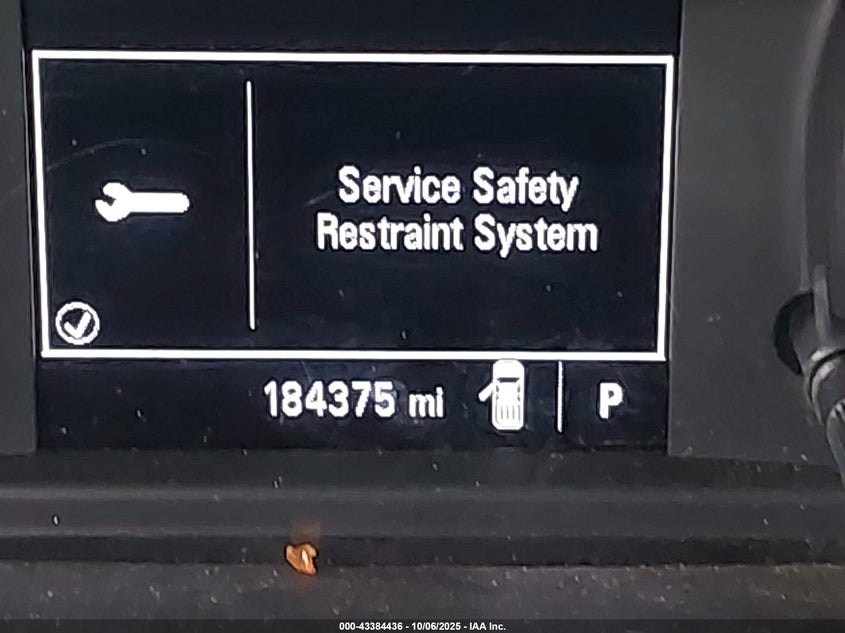 Service Safety
Restraint System
184375 mi
P
000-43384436 - 10/06/2025 - IAA Inc.